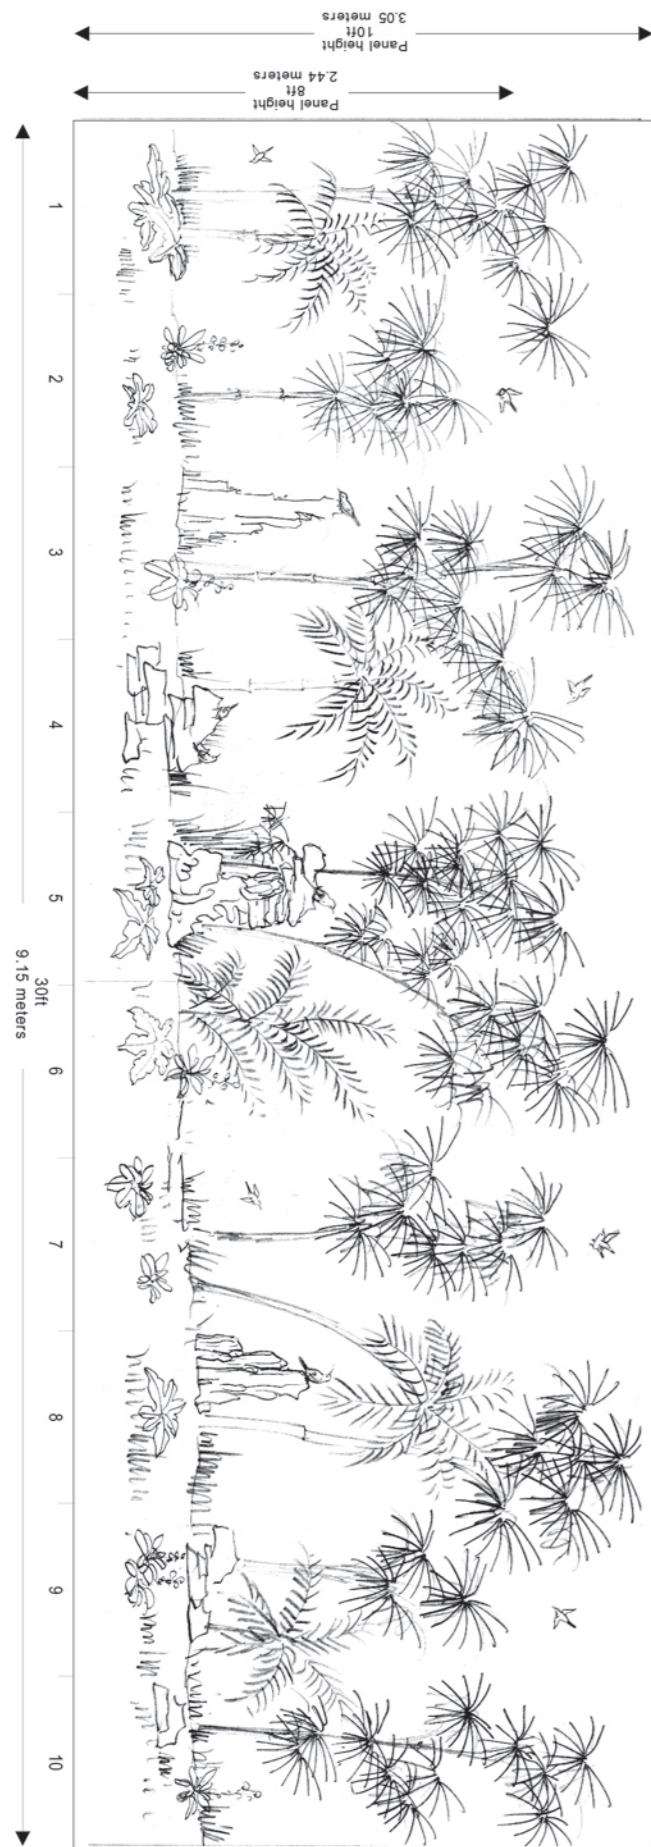 Panel height
10ft
3.05 meters
Panel height
8ft
2.44 meters
1
2
3
4
5
6
7
8
9
10
30ft
9.15 meters